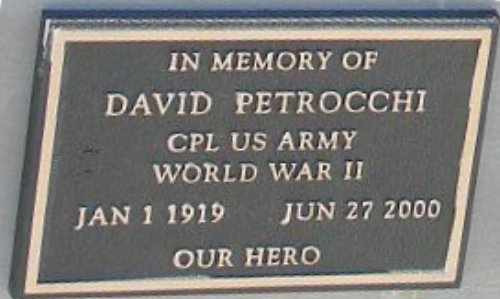 IN MEMORY OF
DAVID PETROCCHI
CPL US ARMY
WORLD WAR II
JAN 1 1919 JUN 27 2000
OUR HERO